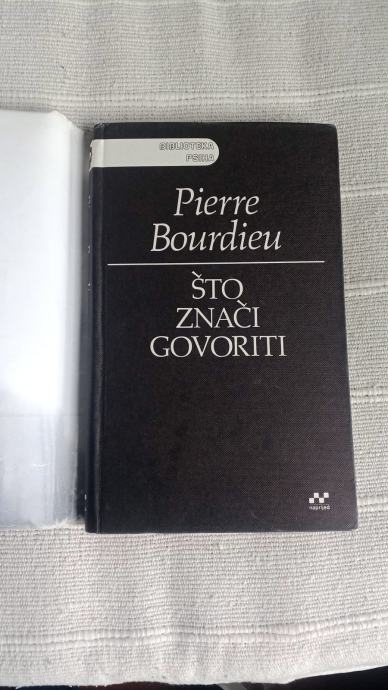 BIBLIOTEKA
PSIHA
Pierre
Bourdieu
ŠTO
ZNAČI
GOVORITI
naprijed